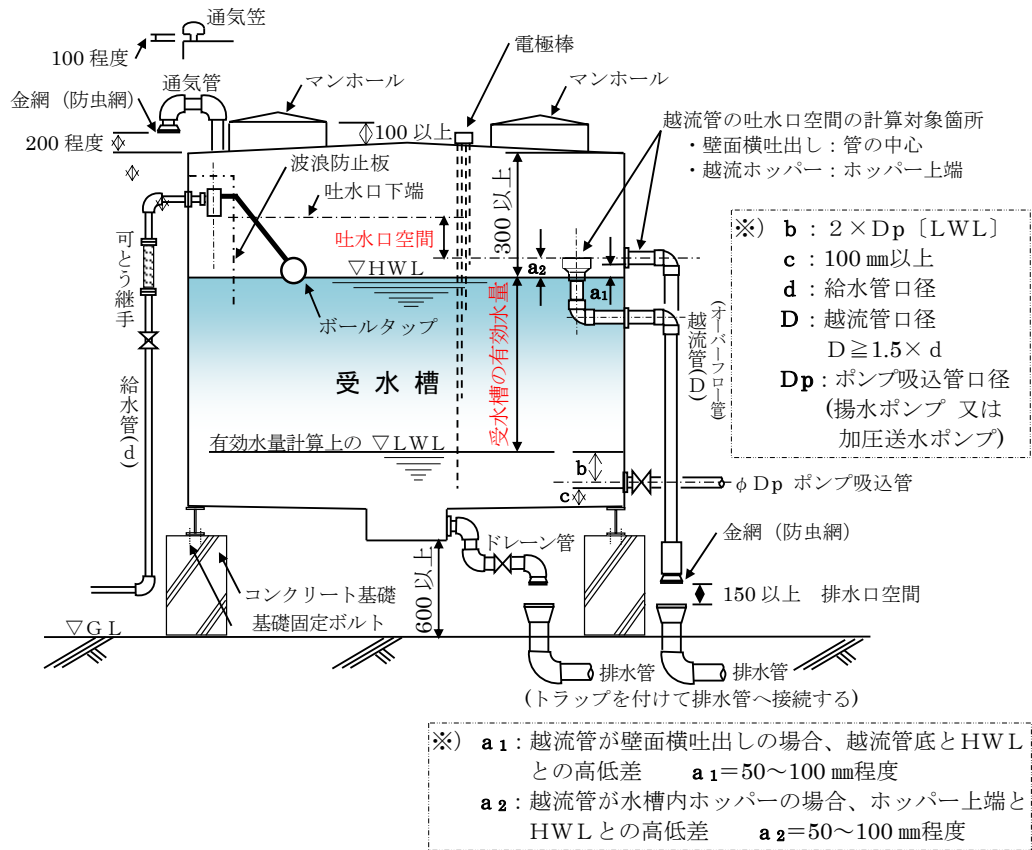 通気笠
100 程度
通気管
金網（防虫網）
200 程度
マンホール
電極棒
マンホール
100 以上
越流管の吐水口空間の計算対象箇所
・壁面横吐出し：管の中心
・越流ホッパー：ホッパー上端
波浪防止板
吐水口下端
吐水口空間
300 以上
▽HWL
a₂
a₁
可とう継手
ボールタップ
受水槽の有効水量
越流管(D)
(オーバーフロー管)
※） b：２×Dp〔LWL〕
c：100 ㎜以上
d：給水管口径
D：越流管口径
D≧1.5× d
Dp：ポンプ吸込管口径
(揚水ポンプ 又は
加圧送水ポンプ)
受 水 槽
給水管(d)
有効水量計算上の ▽LWL
b
c
φDp ポンプ吸込管
ドレーン管
金網（防虫網）
コンクリート基礎
基礎固定ボルト
600 以上
150 以上 排水口空間
▽GL
排水管
排水管
(トラップを付けて排水管へ接続する)
※） a₁：越流管が壁面横吐出しの場合、越流管底とHWL
との高低差 a₁=50～100 ㎜程度
a₂：越流管が水槽内ホッパーの場合、ホッパー上端と
HWLとの高低差 a₂=50～100 ㎜程度